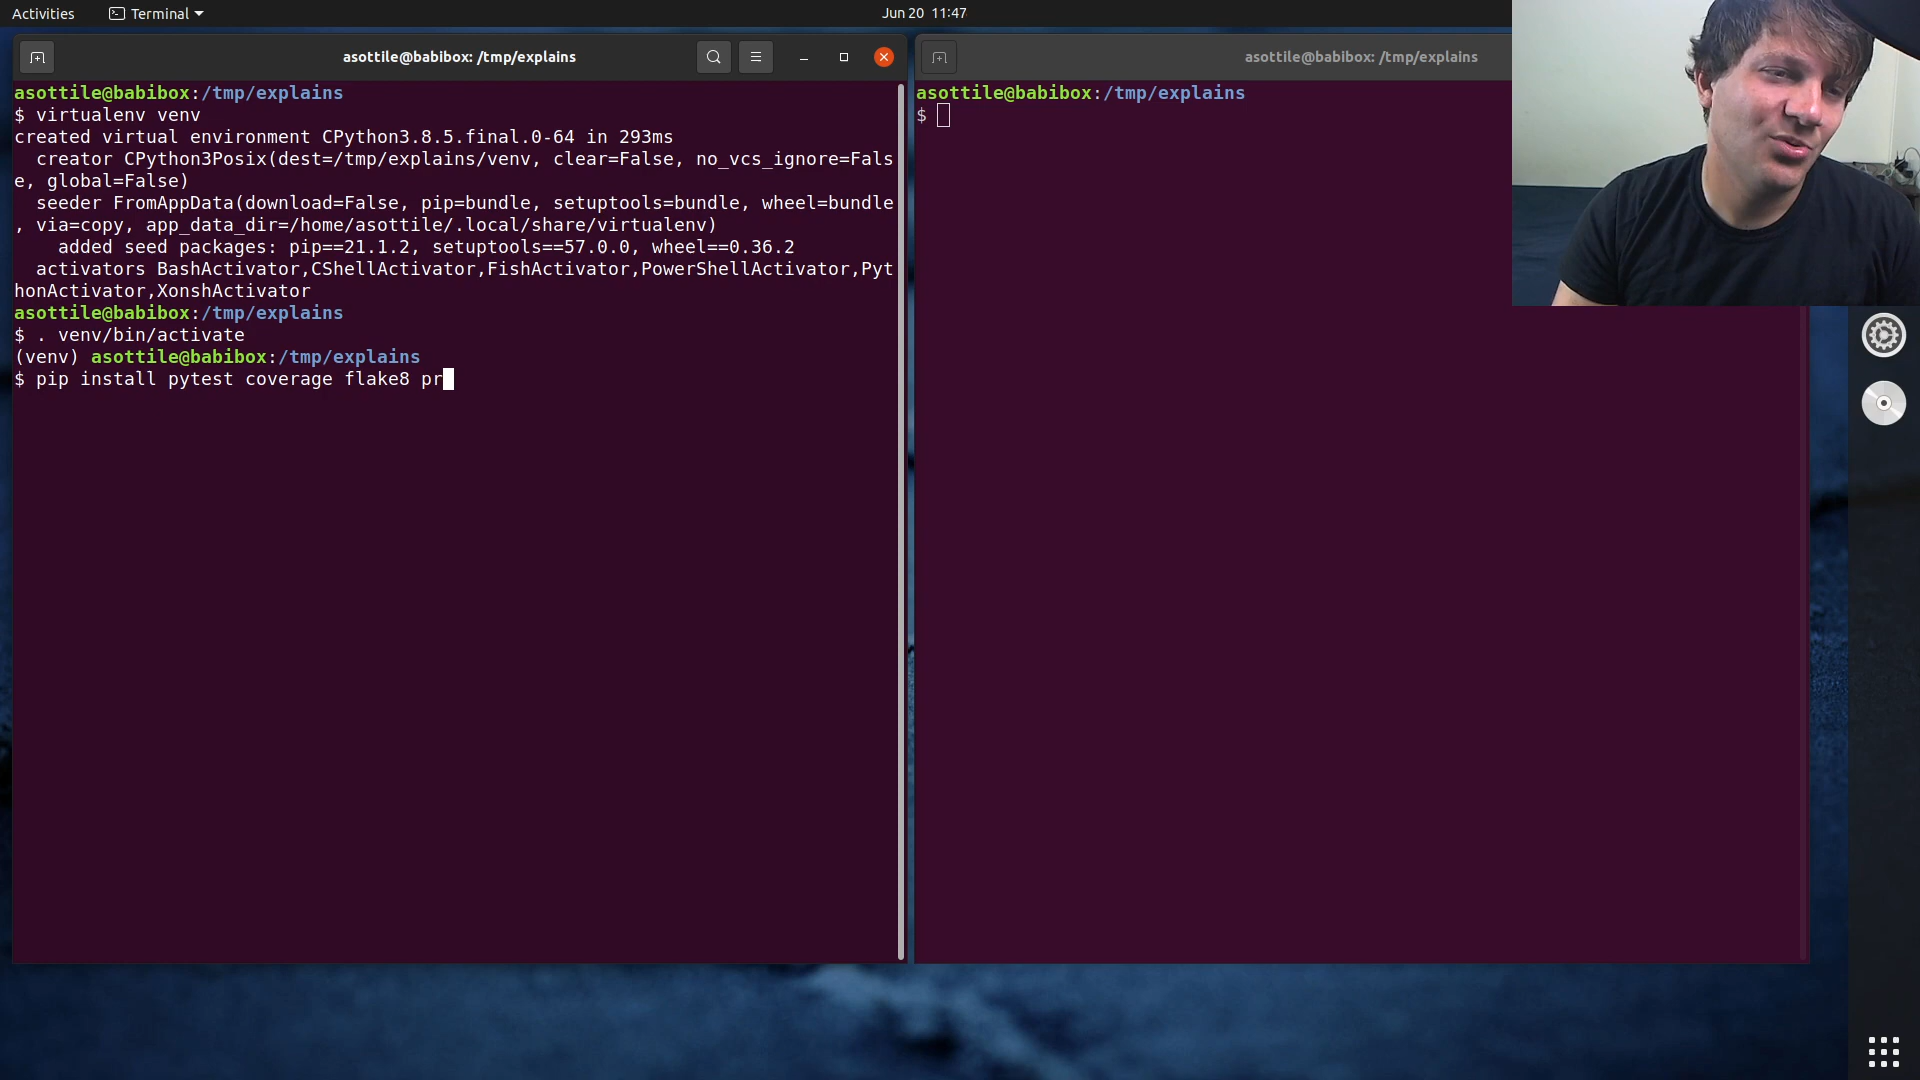 Activities
Terminal
Jun 20 11:47
asottile@babibox: /tmp/explains
asottile@babibox:/tmp/explains
$ virtualenv venv
created virtual environment CPython3.8.5.final.0-64 in 293ms
  creator CPython3Posix(dest=/tmp/explains/venv, clear=False, no_vcs_ignore=Fals
e, global=False)
  seeder FromAppData(download=False, pip=bundle, setuptools=bundle, wheel=bundle
, via=copy, app_data_dir=/home/asottile/.local/share/virtualenv)
    added seed packages: pip==21.1.2, setuptools==57.0.0, wheel==0.36.2
  activators BashActivator,CShellActivator,FishActivator,PowerShellActivator,Pyt
honActivator,XonshActivator
asottile@babibox:/tmp/explains
$ . venv/bin/activate
(venv) asottile@babibox:/tmp/explains
$ pip install pytest coverage flake8 pr
asottile@babibox: /tmp/explains
asottile@babibox:/tmp/explains
$